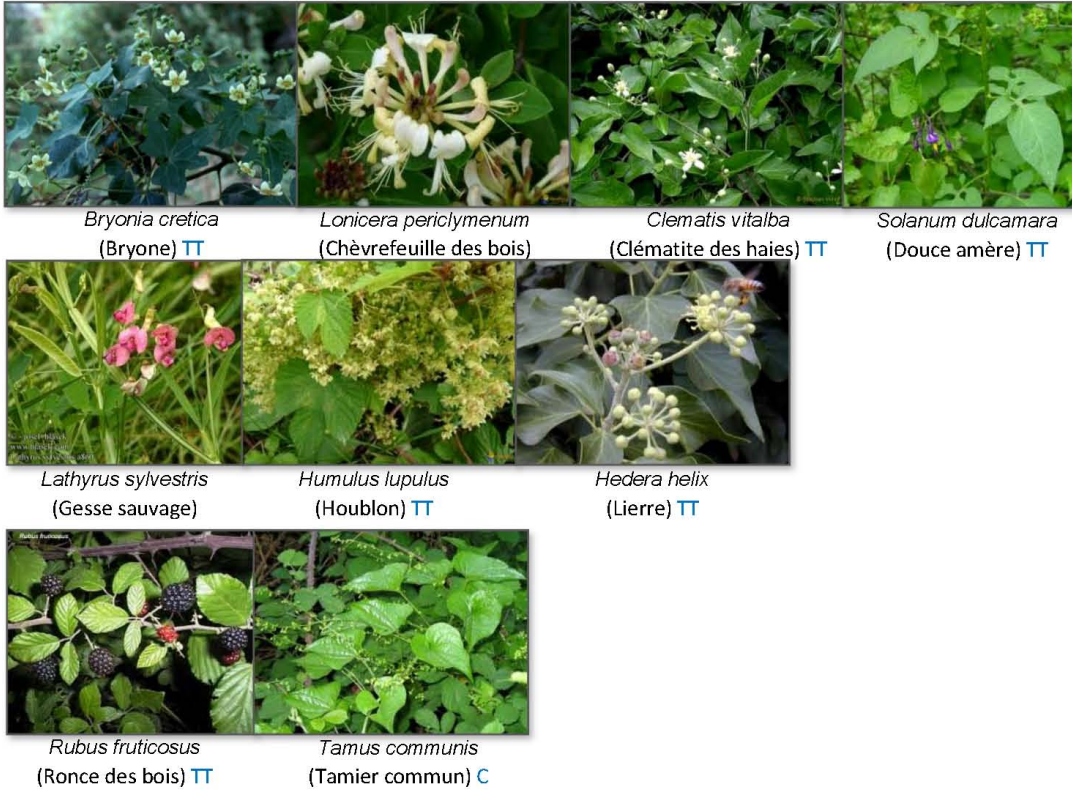 Bryonia cretica
(Bryone) TT
Lonicera periclymenum
(Chèvrefeuille des bois)
Clematis vitalba
(Clématite des haies) TT
Solanum dulcamara
(Douce amère) TT
Lathyrus sylvestris
(Gesse sauvage)
Humulus lupulus
(Houblon) TT
Hedera helix
(Lierre) TT
Rubus fruticosus
Rubus fruticosus
(Ronce des bois) TT
Tamus communis
(Tamier commun) C